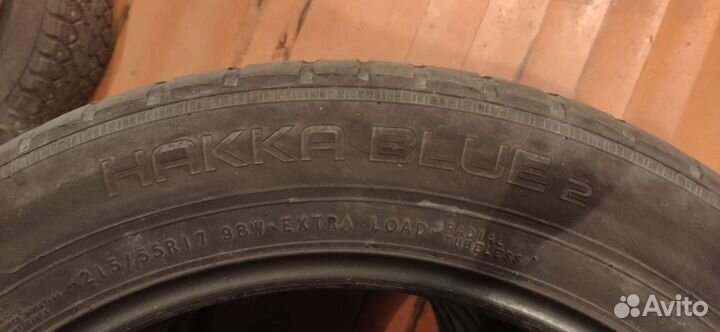 HAKKA BLUE 2
215/55R17 98W EXTRA LOAD RADIAL
TUBELESS
Avito